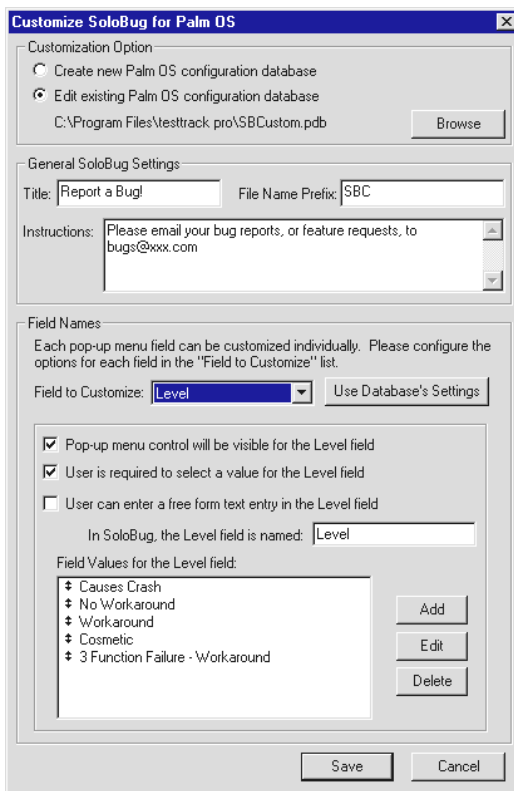 Customize SoloBug for Palm OS
Customization Option
Create new Palm OS configuration database
Edit existing Palm OS configuration database
C:\Program Files\testtrack pro\SBCustom.pdb
Browse
General SoloBug Settings
Title: Report a Bug! File Name Prefix: SBC
Instructions: Please email your bug reports, or feature requests, to
bugs@xxx.com
Field Names
Each pop-up menu field can be customized individually. Please configure the
options for each field in the "Field to Customize" list.
Field to Customize: Level Use Database's Settings
Pop-up menu control will be visible for the Level field
User is required to select a value for the Level field
User can enter a free form text entry in the Level field
In SoloBug, the Level field is named: Level
Field Values for the Level field:
Causes Crash
No Workaround
Workaround
Cosmetic
3 Function Failure - Workaround
Add
Edit
Delete
Save Cancel